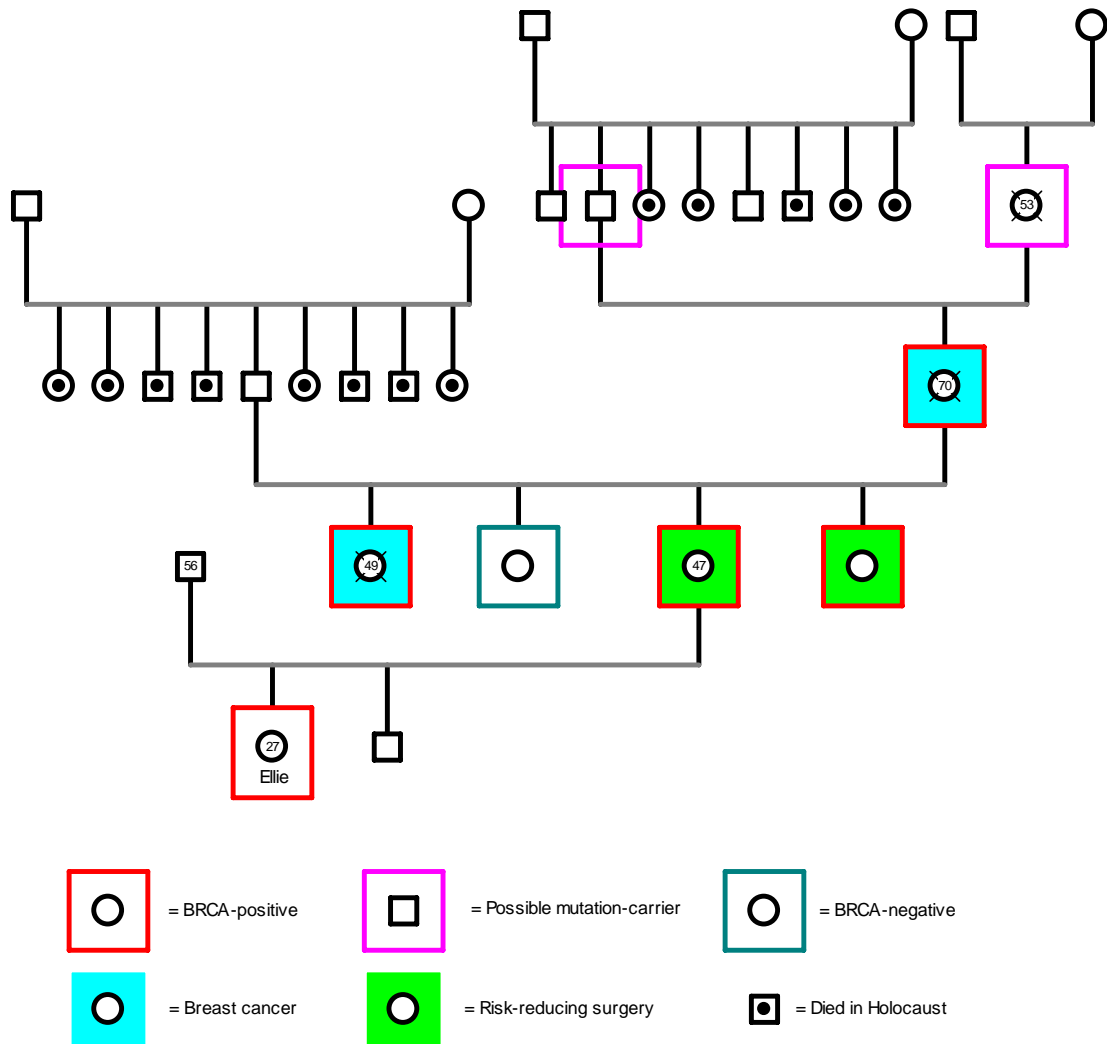 53
70
56
49
47
27
Ellie
= BRCA-positive
= Possible mutation-carrier
= BRCA-negative
= Breast cancer
= Risk-reducing surgery
= Died in Holocaust